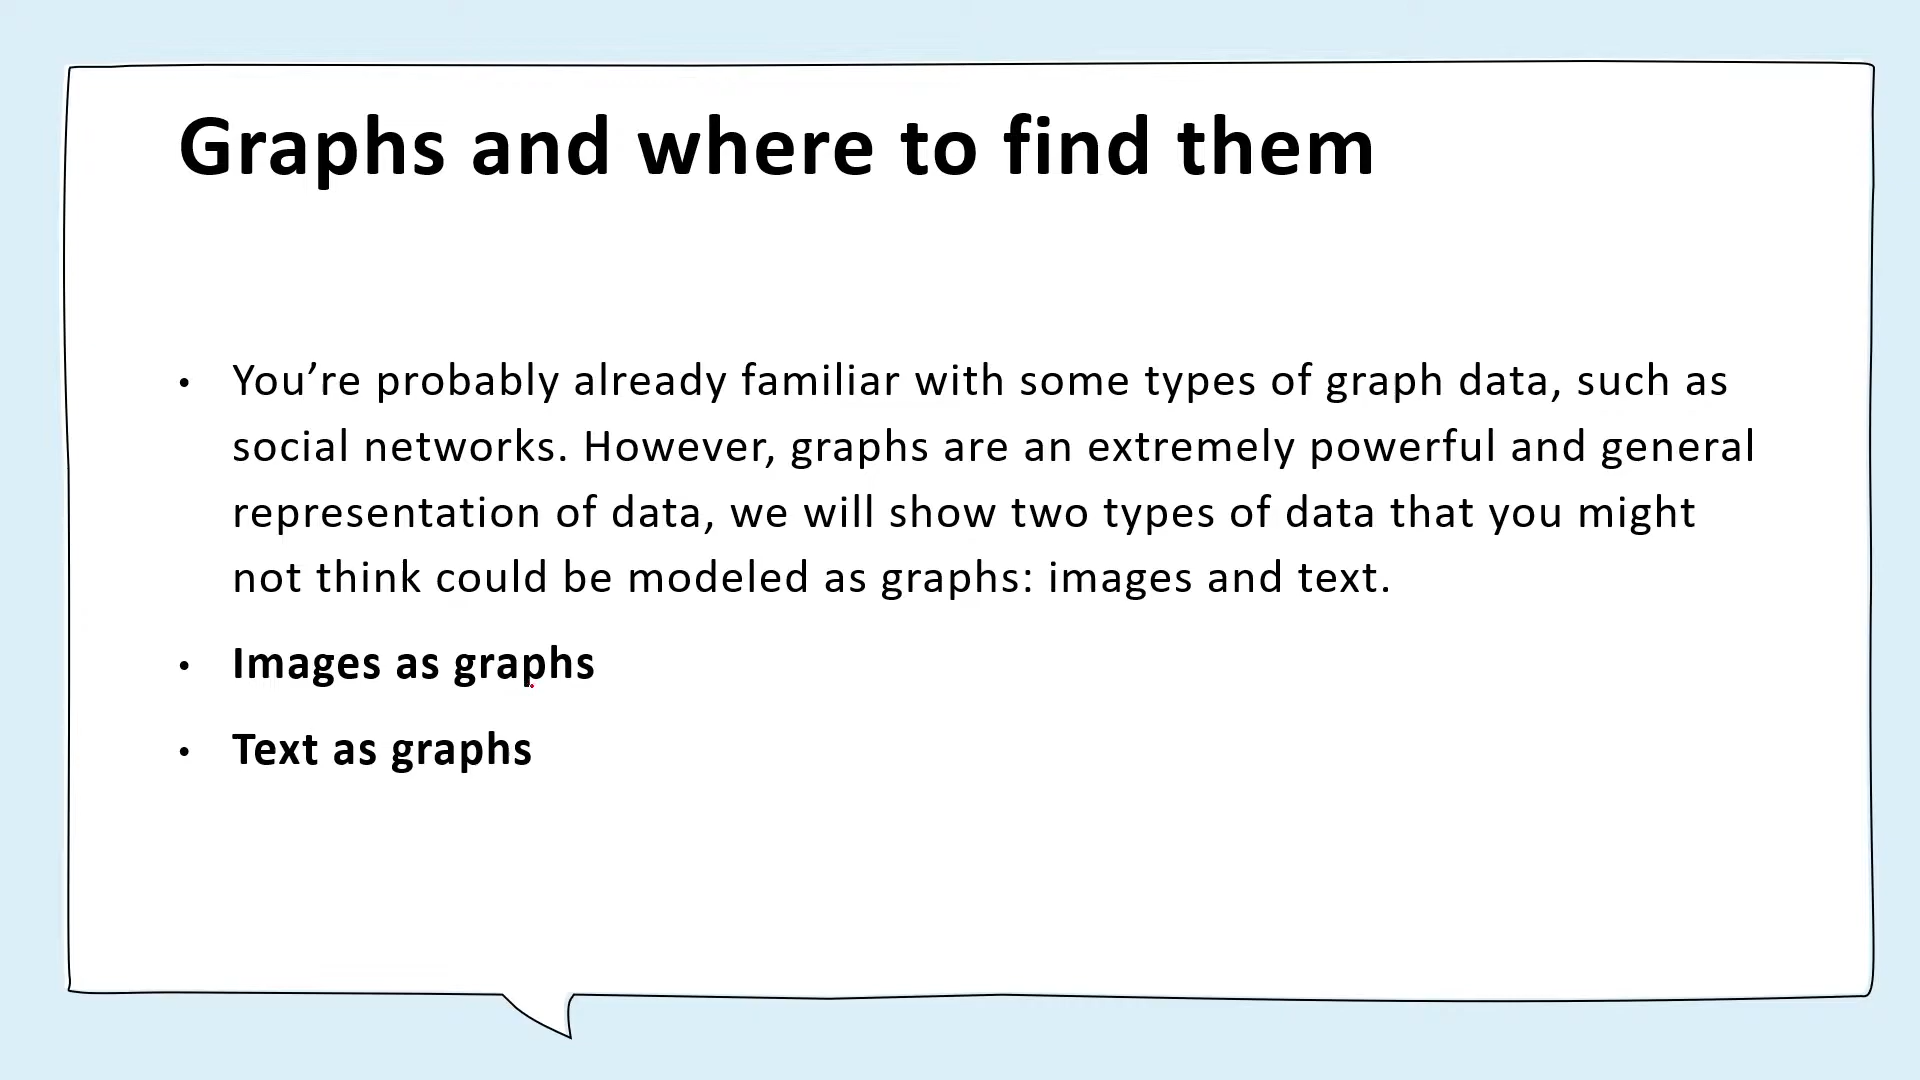 Graphs and where to find them
• You’re probably already familiar with some types of graph data, such as
social networks. However, graphs are an extremely powerful and general
representation of data, we will show two types of data that you might
not think could be modeled as graphs: images and text.
• Images as graphs
• Text as graphs